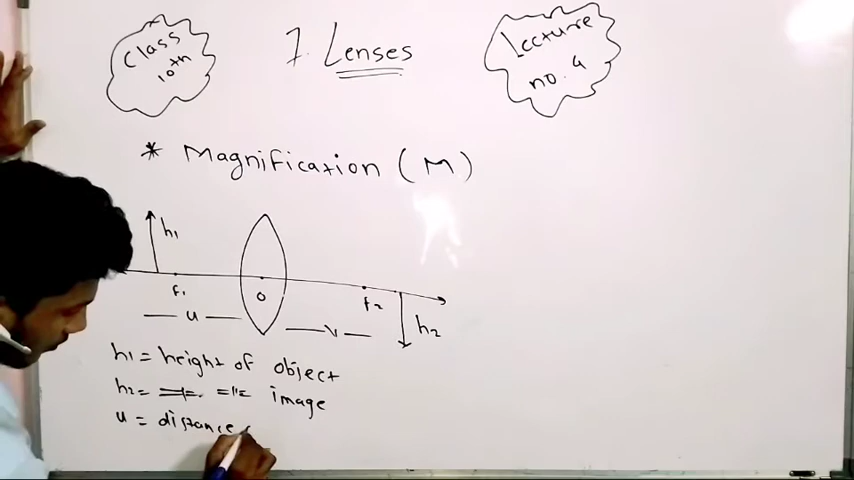 Class 10th
7. Lenses
Lecture no. 4
* Magnification (M)
h1
F1
O
F2
u
v
h2
h1 = height of object
h2 = –"– –"– image
u = distance